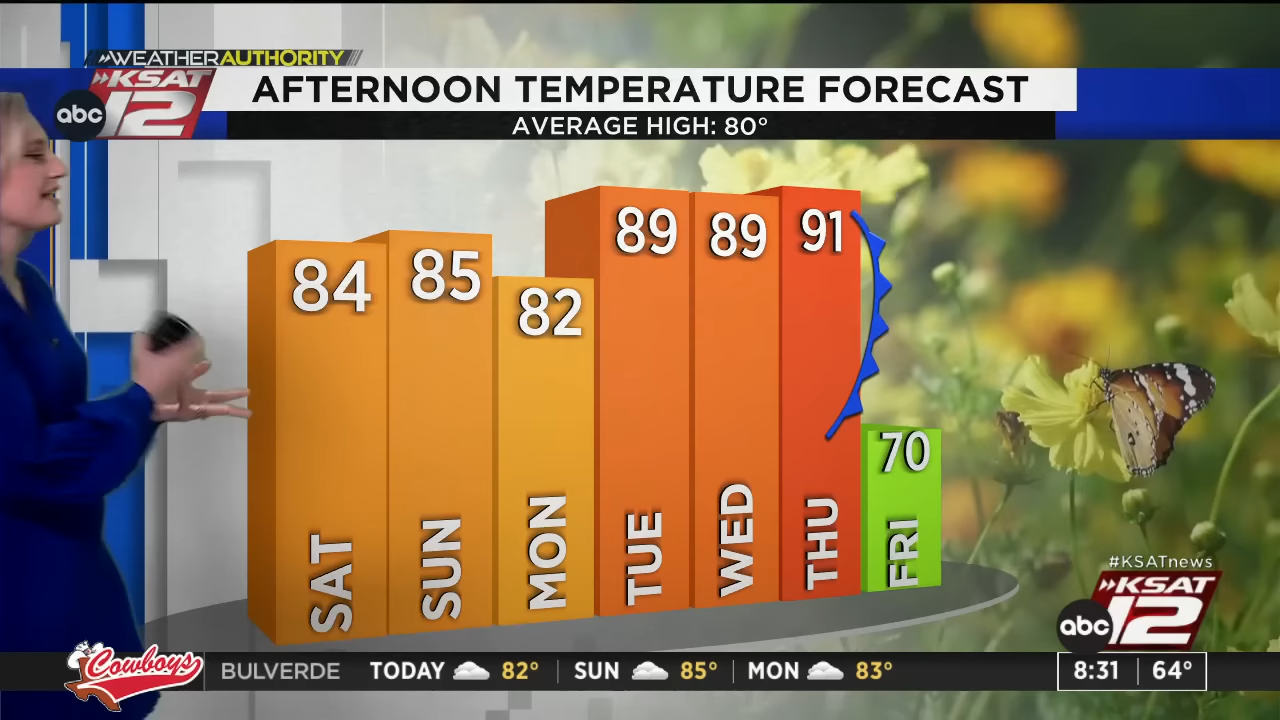 WEATHERAUTHORITY
KSAT
abc 12
AFTERNOON TEMPERATURE FORECAST
AVERAGE HIGH: 80°
84 85 82 89 89 91 70
SAT SUN MON TUE WED THU FRI
#KSATnews
KSAT
abc 12
Cowboys BULVERDE TODAY 82° SUN 85° MON 83° 8:31 64°